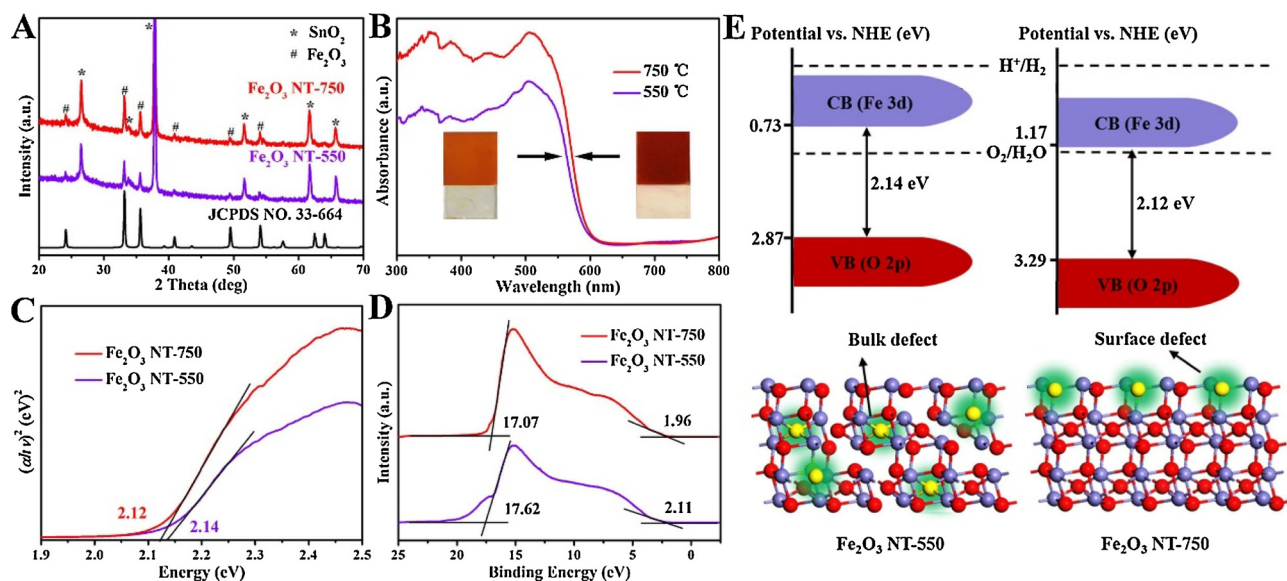 A
* SnO₂
# Fe₂O₃
* * # # # * # * # # * *
Fe₂O₃ NT-750
Fe₂O₃ NT-550
JCPDS NO. 33-664
Intensity (a.u.)
20 30 40 50 60 70
2 Theta (deg)
B
750 ℃
550 ℃
Absorbance (a.u.)
300 400 500 600 700 800
Wavelength (nm)
C
Fe₂O₃ NT-750
Fe₂O₃ NT-550
(αhν)² (eV)²
2.12
2.14
1.9 2.0 2.1 2.2 2.3 2.4 2.5
Energy (eV)
D
Fe₂O₃ NT-750
Fe₂O₃ NT-550
Intensity (a.u.)
17.07
1.96
17.62
2.11
25 20 15 10 5 0
Binding Energy (eV)
E
Potential vs. NHE (eV)
Potential vs. NHE (eV)
H⁺/H₂
CB (Fe 3d)
CB (Fe 3d)
0.73
1.17
O₂/H₂O
2.14 eV
2.12 eV
2.87
3.29
VB (O 2p)
VB (O 2p)
Bulk defect
Surface defect
Fe₂O₃ NT-550
Fe₂O₃ NT-750